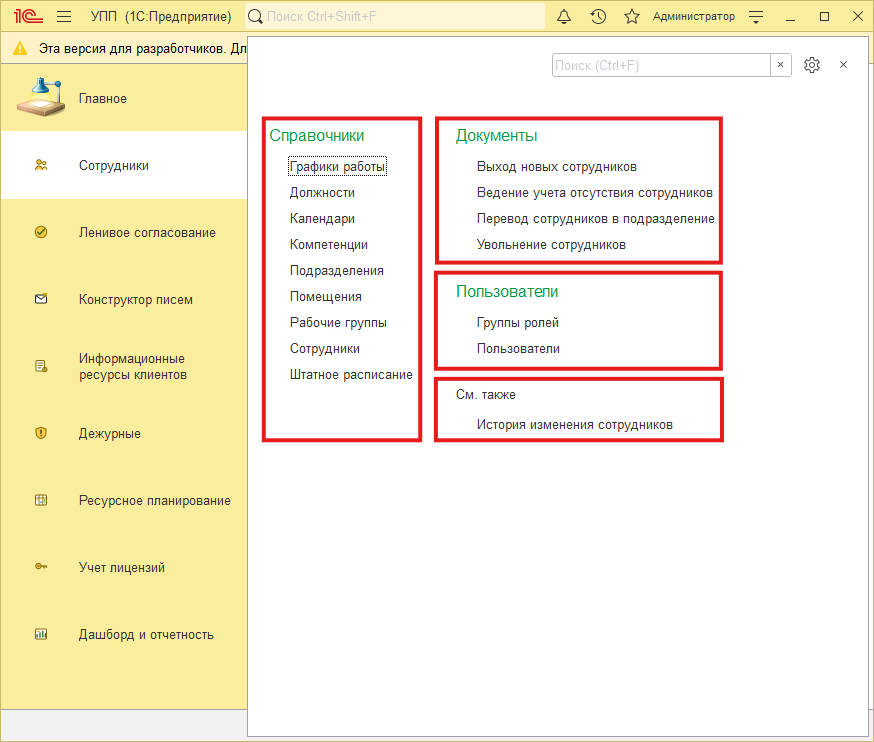 1С УПП (1С:Предприятие) Поиск Ctrl+Shift+F Администратор
Эта версия для разработчиков. Дл
Поиск (Ctrl+F)
Главное
Сотрудники
Ленивое согласование
Конструктор писем
Информационные
ресурсы клиентов
Дежурные
Ресурсное планирование
Учет лицензий
Дашборд и отчетность
Справочники
Графики работы
Должности
Календари
Компетенции
Подразделения
Помещения
Рабочие группы
Сотрудники
Штатное расписание
Документы
Выход новых сотрудников
Ведение учета отсутствия сотрудников
Перевод сотрудников в подразделение
Увольнение сотрудников
Пользователи
Группы ролей
Пользователи
См. также
История изменения сотрудников